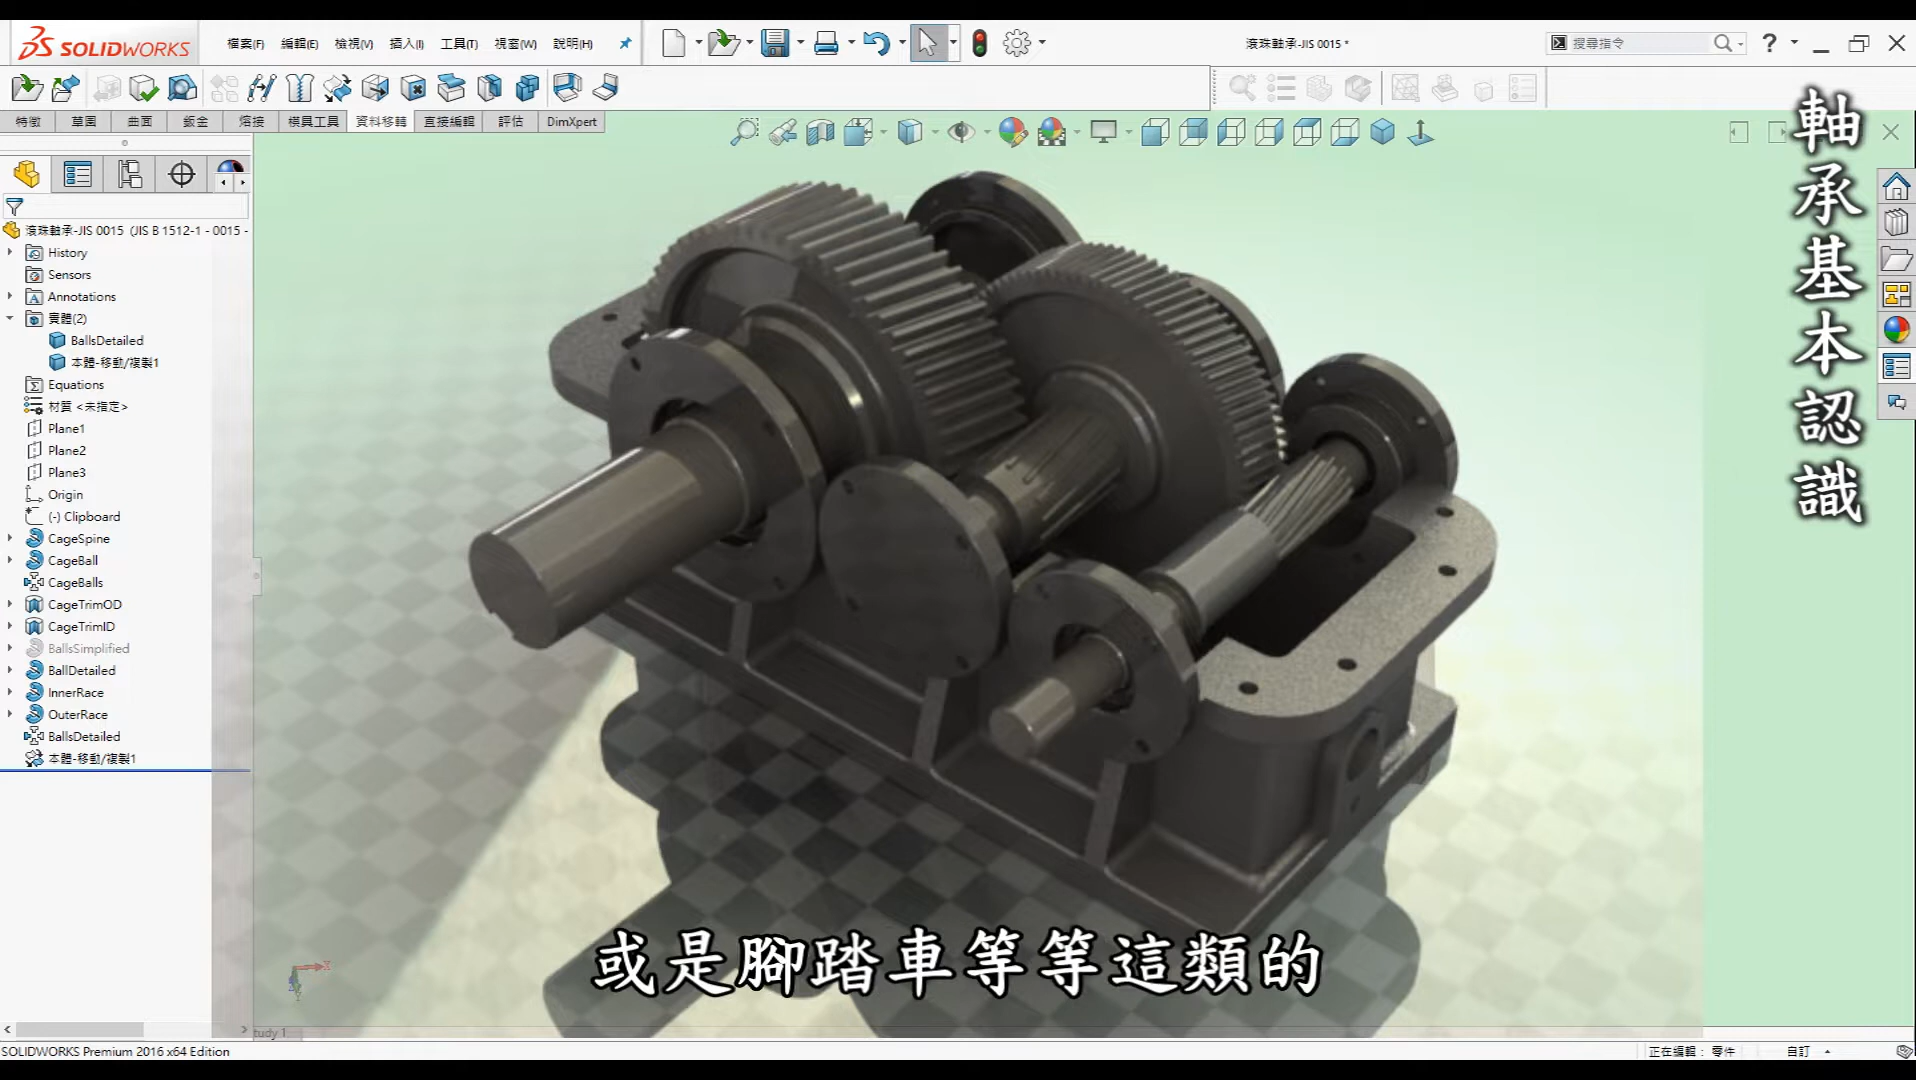 SOLIDWORKS
檔案(F) 編輯(E) 檢視(V) 插入(I) 工具(T) 視窗(W) 說明(H)
滾珠軸承-JIS 0015 *
搜尋指令
特徵 草圖 曲面 鈑金 熔接 模具工具 資料移轉 直接編輯 評估 DimXpert
軸承基本認識
滾珠軸承-JIS 0015 (JIS B 1512-1 - 0015 -
History
Sensors
Annotations
實體(2)
BallsDetailed
本體-移動/複製1
Equations
材質 <未指定>
Plane1
Plane2
Plane3
Origin
(-) Clipboard
CageSpine
CageBall
CageBalls
CageTrimOD
CageTrimID
BallsSimplified
BallDetailed
InnerRace
OuterRace
BallsDetailed
本體-移動/複製1
或是腳踏車等等這類的
tudy 1
SOLIDWORKS Premium 2016 x64 Edition
正在編輯： 零件
自訂